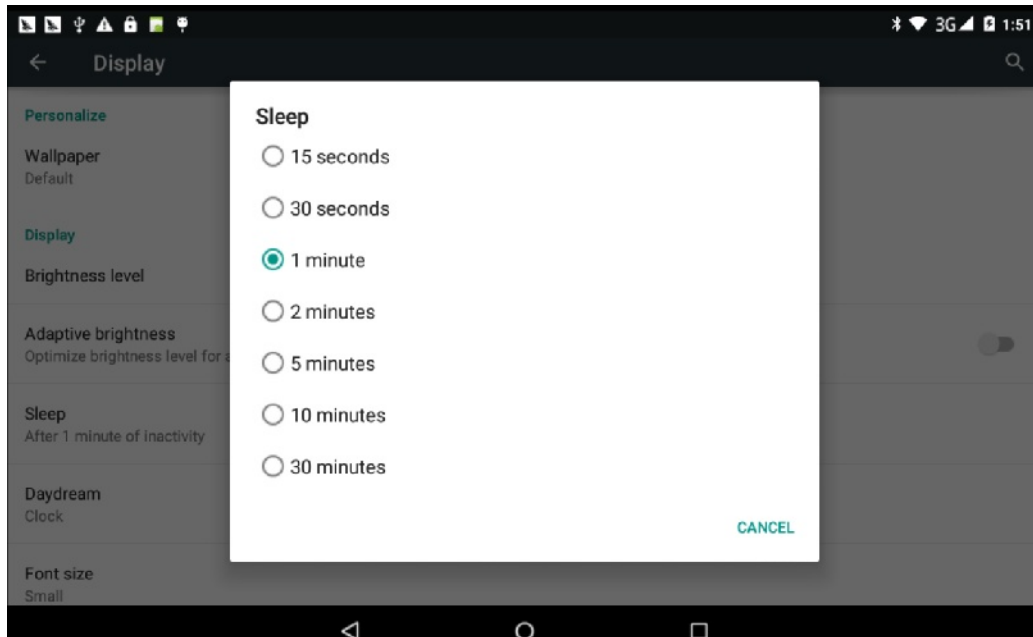 3G 1:51
Display
Personalize
Wallpaper
Default
Display
Brightness level
Adaptive brightness
Optimize brightness level for
Sleep
After 1 minute of inactivity
Daydream
Clock
Font size
Small
Sleep
15 seconds
30 seconds
1 minute
2 minutes
5 minutes
10 minutes
30 minutes
CANCEL